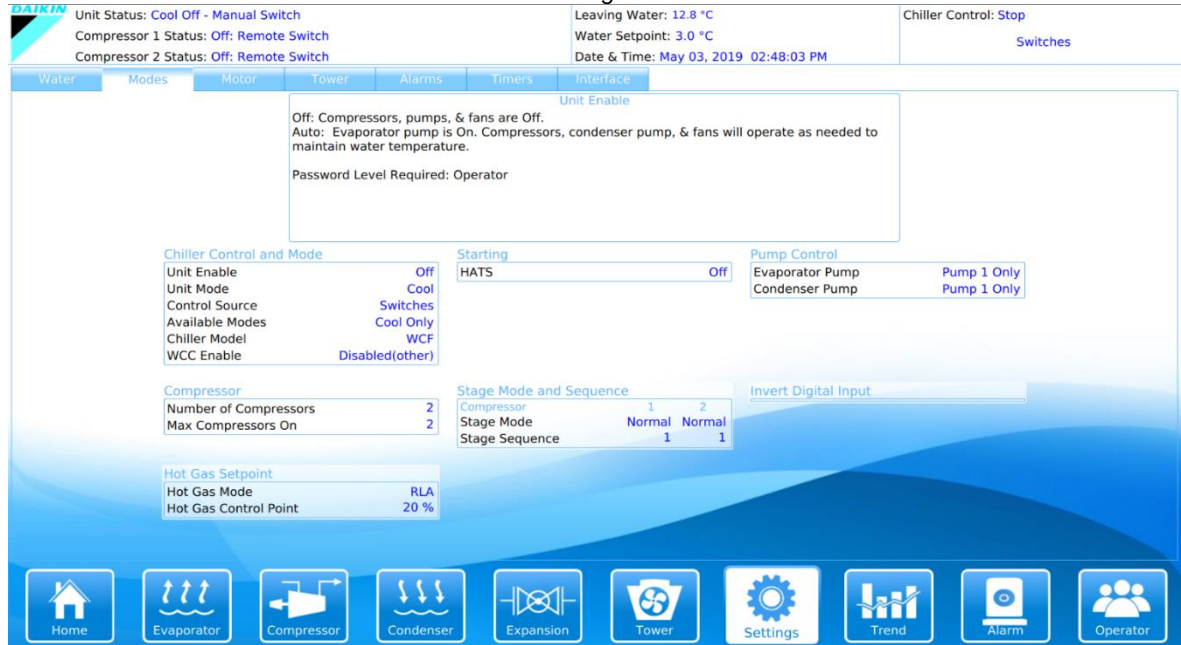 DAIKIN
Unit Status: Cool Off - Manual Switch
Compressor 1 Status: Off: Remote Switch
Compressor 2 Status: Off: Remote Switch
Leaving Water: 12.8 °C
Water Setpoint: 3.0 °C
Date & Time: May 03, 2019 02:48:03 PM
Chiller Control: Stop
Switches
Water Modes Motor Tower Alarms Timers Interface
Unit Enable
Off: Compressors, pumps, & fans are Off.
Auto: Evaporator pump is On. Compressors, condenser pump, & fans will operate as needed to
maintain water temperature.
Password Level Required: Operator
Chiller Control and Mode
Unit Enable Off
Unit Mode Cool
Control Source Switches
Available Modes Cool Only
Chiller Model WCF
WCC Enable Disabled(other)
Starting
HATS Off
Pump Control
Evaporator Pump Pump 1 Only
Condenser Pump Pump 1 Only
Compressor
Number of Compressors 2
Max Compressors On 2
Stage Mode and Sequence
Compressor 1 2
Stage Mode Normal Normal
Stage Sequence 1 1
Invert Digital Input
Hot Gas Setpoint
Hot Gas Mode RLA
Hot Gas Control Point 20 %
Home Evaporator Compressor Condenser Expansion Tower Settings Trend Alarm Operator